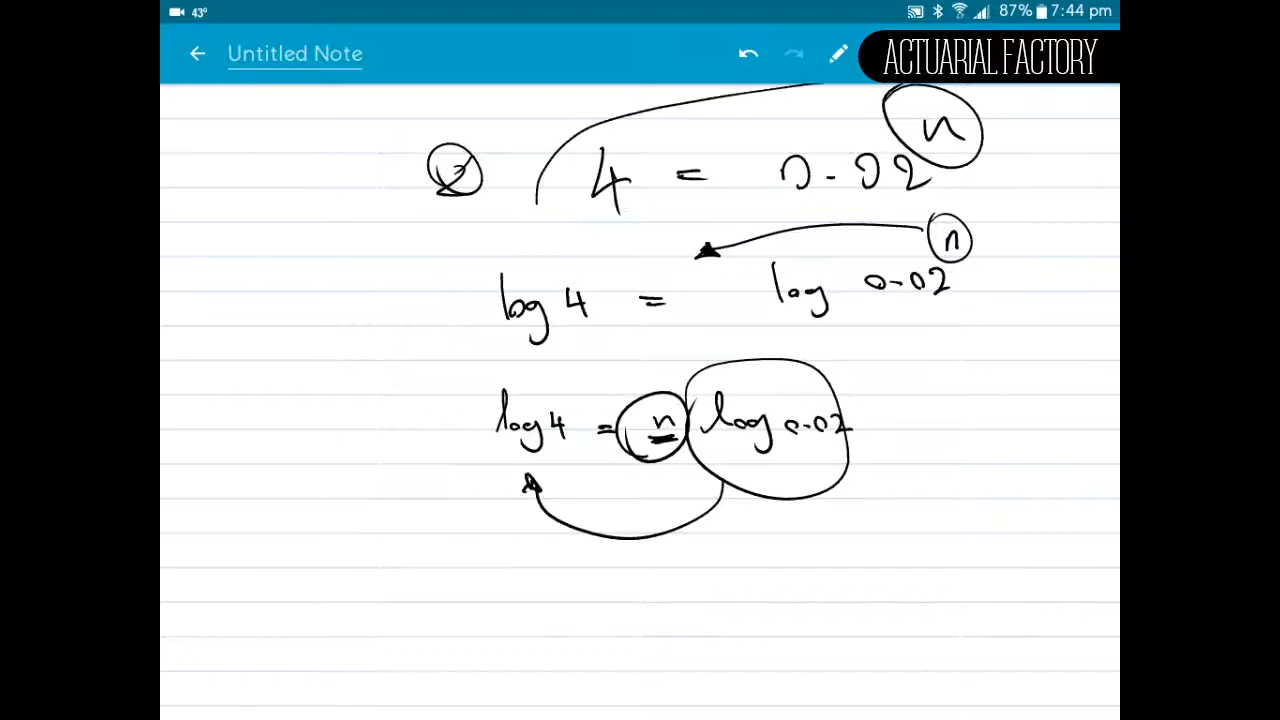 43°
87% 7:44 pm
Untitled Note
ACTUARIAL FACTORY
2 4 = 0.02^n
log 4 = log 0.02^n
log 4 = n log 0.02